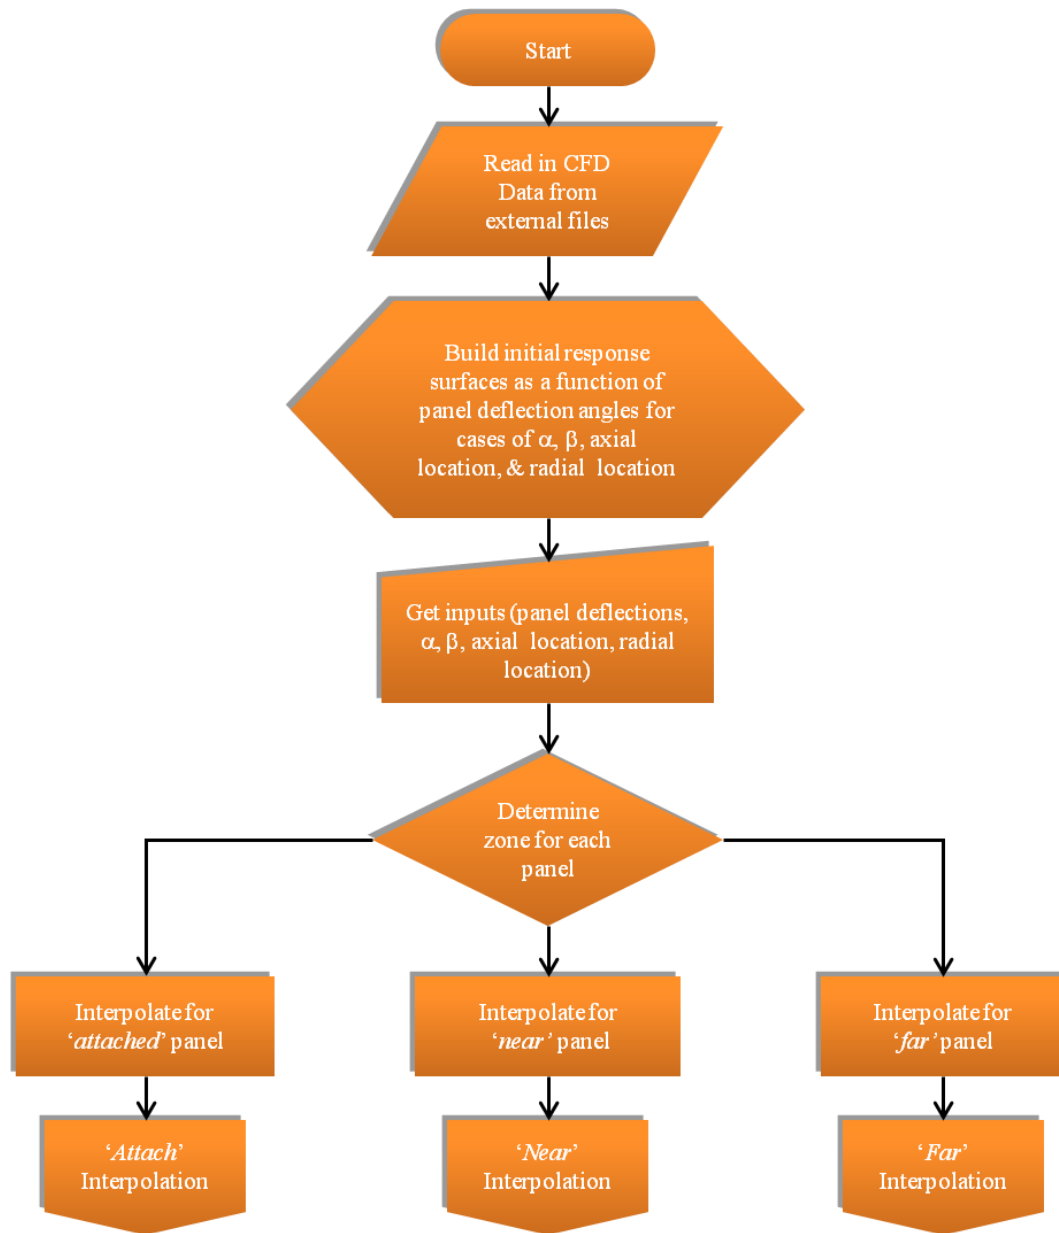 Start
Read in CFD
Data from
external files
Build initial response
surfaces as a function of
panel deflection angles for
cases of α, β, axial
location, & radial location
Get inputs (panel deflections,
α, β, axial location, radial
location)
Determine
zone for each
panel
Interpolate for
‘attached’ panel
Interpolate for
‘near’ panel
Interpolate for
‘far’ panel
‘Attach’
Interpolation
‘Near’
Interpolation
‘Far’
Interpolation